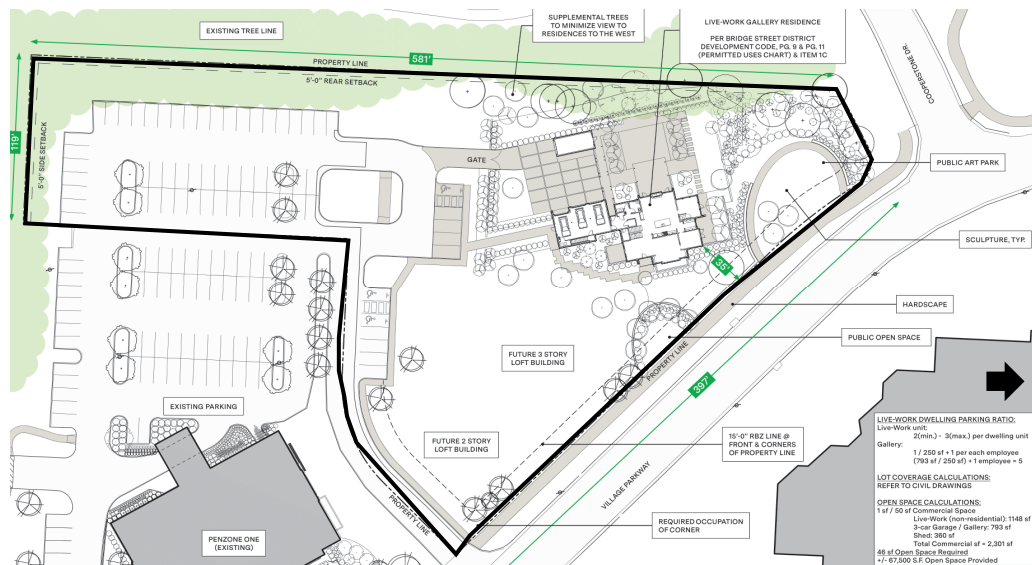 EXISTING TREE LINE
SUPPLEMENTAL TREES
TO MINIMIZE VIEW TO
RESIDENCES TO THE WEST
LIVE-WORK GALLERY RESIDENCE
PER BRIDGE STREET DISTRICT
DEVELOPMENT CODE, PG. 9 & PG. 11
(PERMITTED USES CHART) & ITEM 1C
COOPERSTONE DR.
PROPERTY LINE
581'
5'-0" REAR SETBACK
119'
5'-0" SIDE SETBACK
GATE
PUBLIC ART PARK
SCULPTURE, TYP.
35'
HARDSCAPE
PUBLIC OPEN SPACE
FUTURE 3 STORY
LOFT BUILDING
PROPERTY LINE
397'
EXISTING PARKING
FUTURE 2 STORY
LOFT BUILDING
15'-0" RBZ LINE @
FRONT & CORNERS
OF PROPERTY LINE
VILLAGE PARKWAY
PROPERTY LINE
REQUIRED OCCUPATION
OF CORNER
PENZONE ONE
(EXISTING)
LIVE-WORK DWELLING PARKING RATIO:
Live-Work unit:
2(min.) - 3(max.) per dwelling unit
Gallery:
1 / 250 sf + 1 per each employee
(793 sf / 250 sf) + 1 employee = 5
LOT COVERAGE CALCULATIONS:
REFER TO CIVIL DRAWINGS
OPEN SPACE CALCULATIONS:
1 sf / 50 sf Commercial Space
Live-Work (non-residential): 1148 sf
3-car Garage / Gallery: 793 sf
Shed: 360 sf
Total Commercial sf = 2,301 sf
46 sf Open Space Required
+/- 67,500 S.F. Open Space Provided